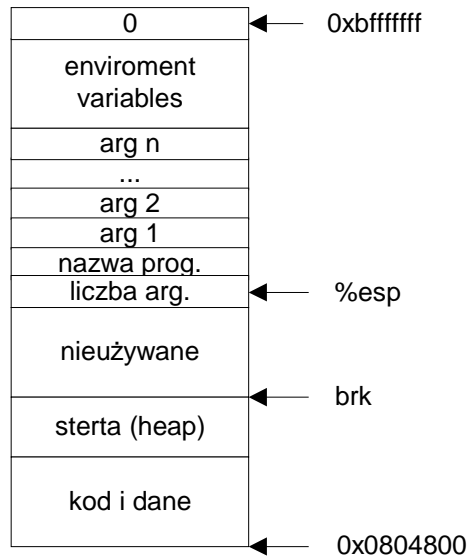 0
0xbfffffff
enviroment
variables
arg n
...
arg 2
arg 1
nazwa prog.
liczba arg.
%esp
nieużywane
brk
sterta (heap)
kod i dane
0x0804800